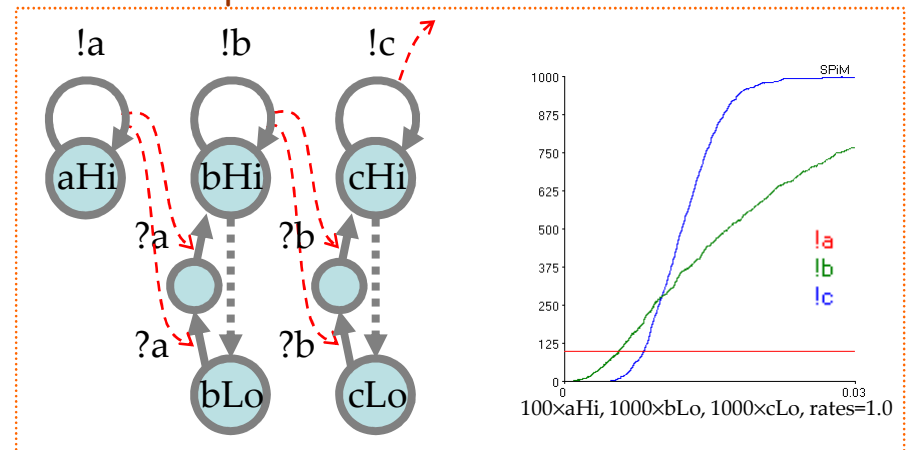 !a !b !c
aHi bHi cHi
?a ?b
?a ?b
bLo cLo
SPiM
1000
875
750
625
500
375
250
125
0
!a
!b
!c
0 0.03
100×aHi, 1000×bLo, 1000×cLo, rates=1.0